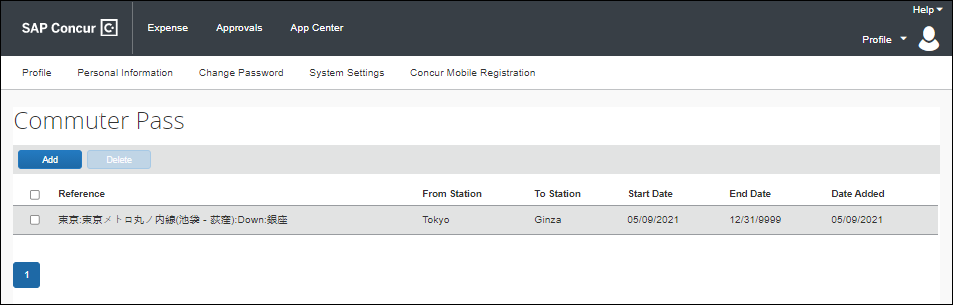 Help
SAP Concur C Expense Approvals App Center
Profile
Profile Personal Information Change Password System Settings Concur Mobile Registration
Commuter Pass
Add Delete
Reference From Station To Station Start Date End Date Date Added
東京:東京メトロ丸ノ内線(池袋 - 荻窪):Down:銀座 Tokyo Ginza 05/09/2021 12/31/9999 05/09/2021
1